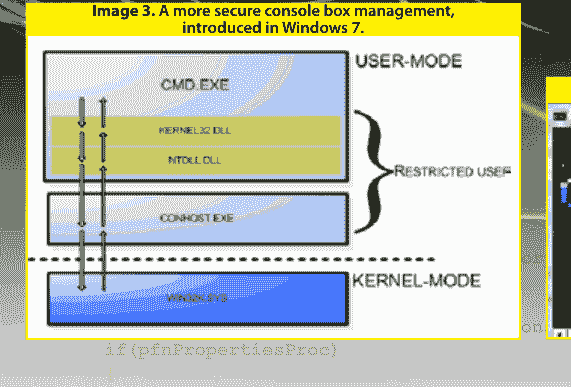 Image 3. A more secure console box management,
introduced in Windows 7.
USER-MODE
CMD.EXE
KERNEL32 DLL
NTDLL DLL
RESTRICTED USER
CONHOST.EXE
KERNEL-MODE
on
if(pfnPropertiesProc)